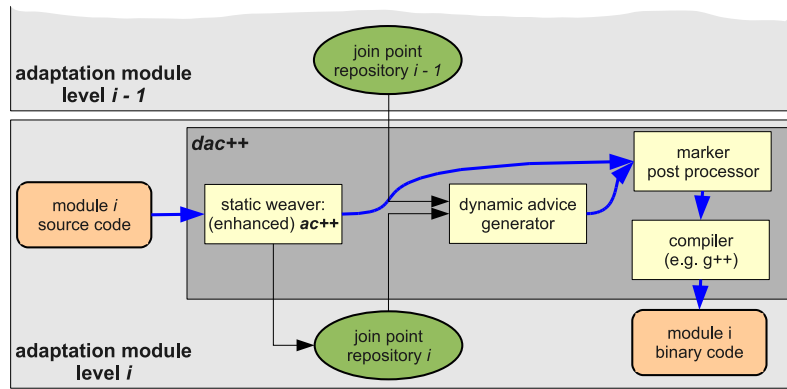 join point
repository i - 1
adaptation module
level i - 1
dac++
marker
post processor
module i
source code
static weaver:
(enhanced) ac++
dynamic advice
generator
compiler
(e.g. g++)
join point
repository i
module i
binary code
adaptation module
level i